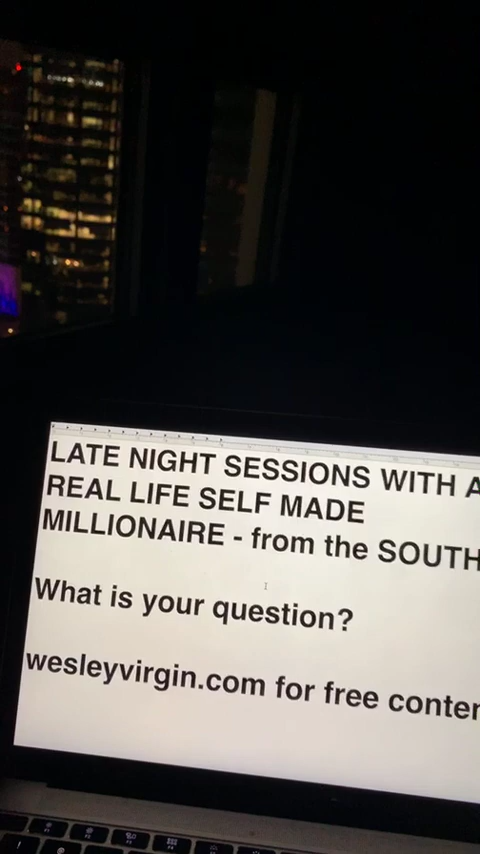 LATE NIGHT SESSIONS WITH A
REAL LIFE SELF MADE
MILLIONAIRE - from the SOUTH
What is your question?
wesleyvirgin.com for free conten